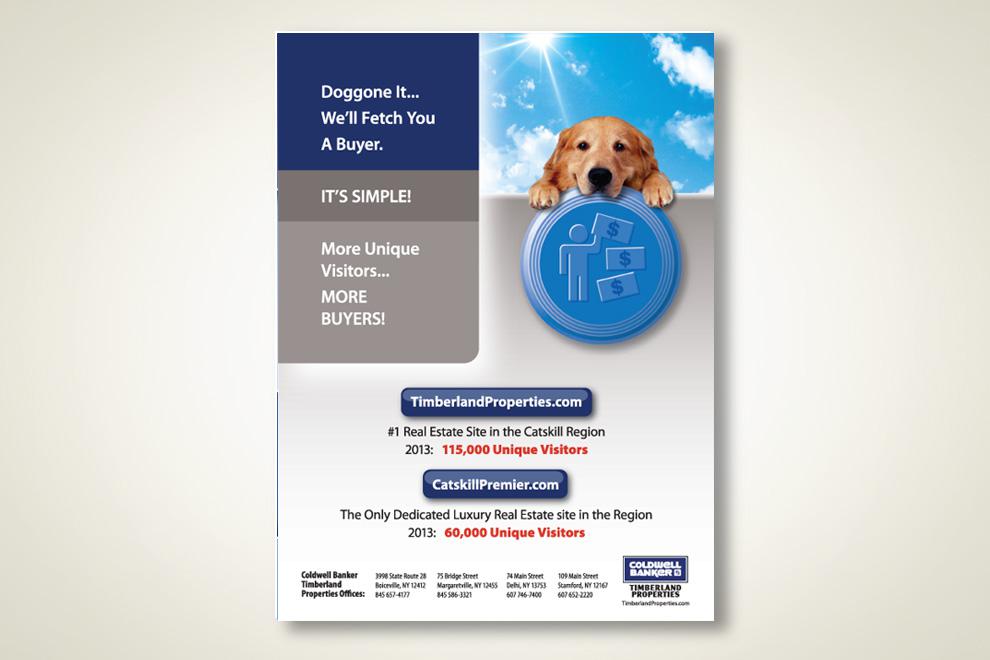 Doggone It...
We'll Fetch You
A Buyer.
IT'S SIMPLE!
More Unique
Visitors...
MORE
BUYERS!
$
$
$
TimberlandProperties.com
#1 Real Estate Site in the Catskill Region
2013: 115,000 Unique Visitors
CatskillPremier.com
The Only Dedicated Luxury Real Estate site in the Region
2013: 60,000 Unique Visitors
Coldwell Banker
Timberland
Properties Offices:
3998 State Route 28
Boiceville, NY 12412
845 657-4177
75 Bridge Street
Margaretville, NY 12455
845 586-3321
74 Main Street
Delhi, NY 13753
607 746-7400
109 Main Street
Stamford, NY 12167
607 652-2220
COLDWELL
BANKER
TIMBERLAND
PROPERTIES
TimberlandProperties.com